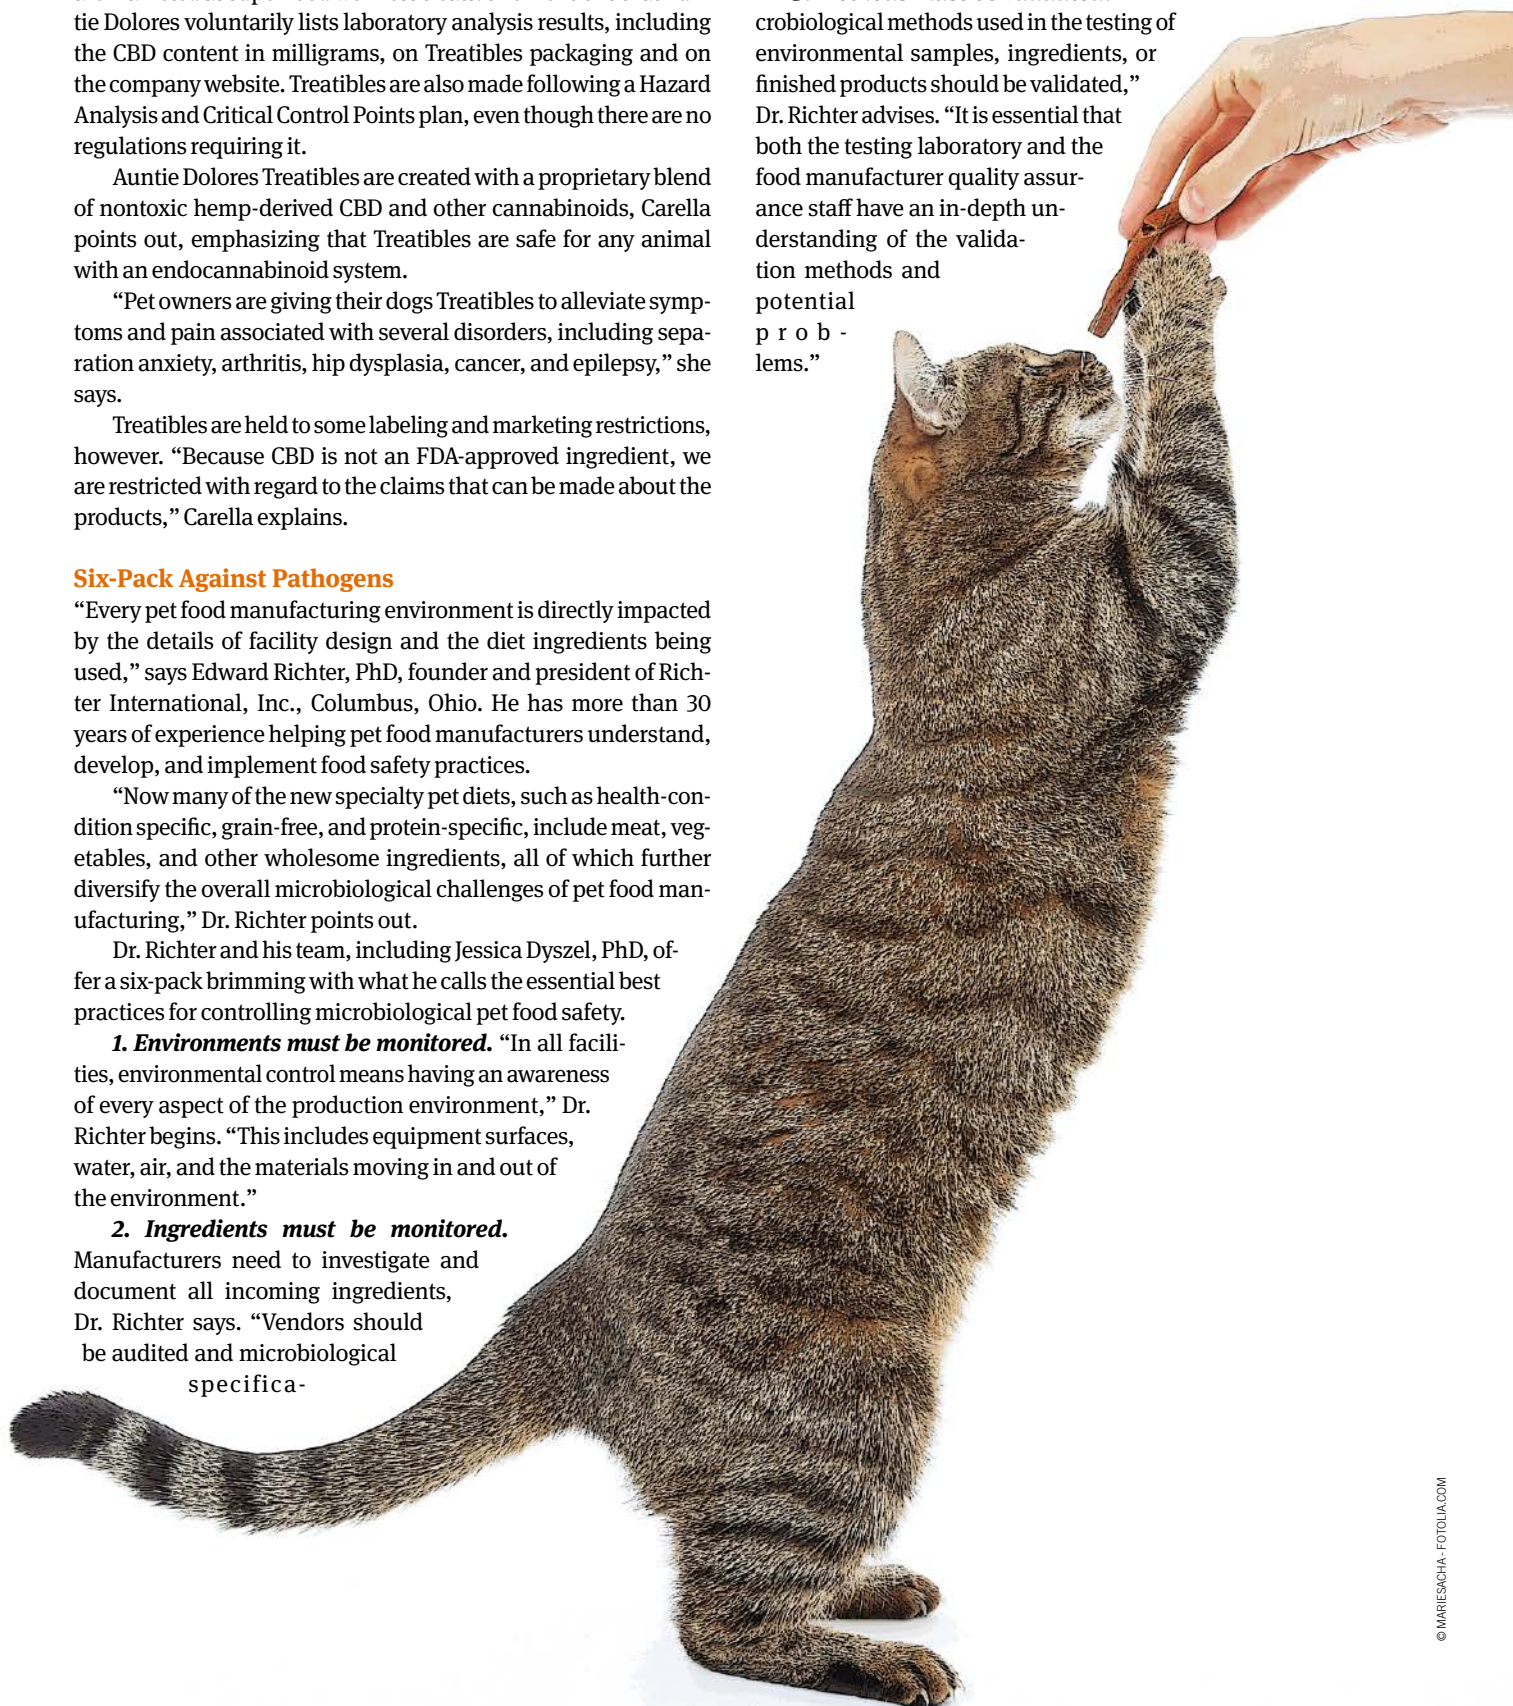 tie Dolores voluntarily lists laboratory analysis results, including
the CBD content in milligrams, on Treatibles packaging and on
the company website. Treatibles are also made following a Hazard
Analysis and Critical Control Points plan, even though there are no
regulations requiring it.
Auntie Dolores Treatibles are created with a proprietary blend
of nontoxic hemp-derived CBD and other cannabinoids, Carella
points out, emphasizing that Treatibles are safe for any animal
with an endocannabinoid system.
“Pet owners are giving their dogs Treatibles to alleviate symp-
toms and pain associated with several disorders, including sepa-
ration anxiety, arthritis, hip dysplasia, cancer, and epilepsy,” she
says.
Treatibles are held to some labeling and marketing restrictions,
however. “Because CBD is not an FDA-approved ingredient, we
are restricted with regard to the claims that can be made about the
products,” Carella explains.
Six-Pack Against Pathogens
“Every pet food manufacturing environment is directly impacted
by the details of facility design and the diet ingredients being
used,” says Edward Richter, PhD, founder and president of Rich-
ter International, Inc., Columbus, Ohio. He has more than 30
years of experience helping pet food manufacturers understand,
develop, and implement food safety practices.
“Now many of the new specialty pet diets, such as health-con-
dition specific, grain-free, and protein-specific, include meat, veg-
etables, and other wholesome ingredients, all of which further
diversify the overall microbiological challenges of pet food man-
ufacturing,” Dr. Richter points out.
Dr. Richter and his team, including Jessica Dyszel, PhD, of-
fer a six-pack brimming with what he calls the essential best
practices for controlling microbiological pet food safety.
1. Environments must be monitored. “In all facili-
ties, environmental control means having an awareness
of every aspect of the production environment,” Dr.
Richter begins. “This includes equipment surfaces,
water, air, and the materials moving in and out of
the environment.”
2. Ingredients must be monitored.
Manufacturers need to investigate and
document all incoming ingredients,
Dr. Richter says. “Vendors should
be audited and microbiological
specifica-
crobiological methods used in the testing of
environmental samples, ingredients, or
finished products should be validated,”
Dr. Richter advises. “It is essential that
both the testing laboratory and the
food manufacturer quality assur-
ance staff have an in-depth un-
derstanding of the valida-
tion methods and
potential
prob-
lems.”
© MARIESACHA - FOTOLIA.COM